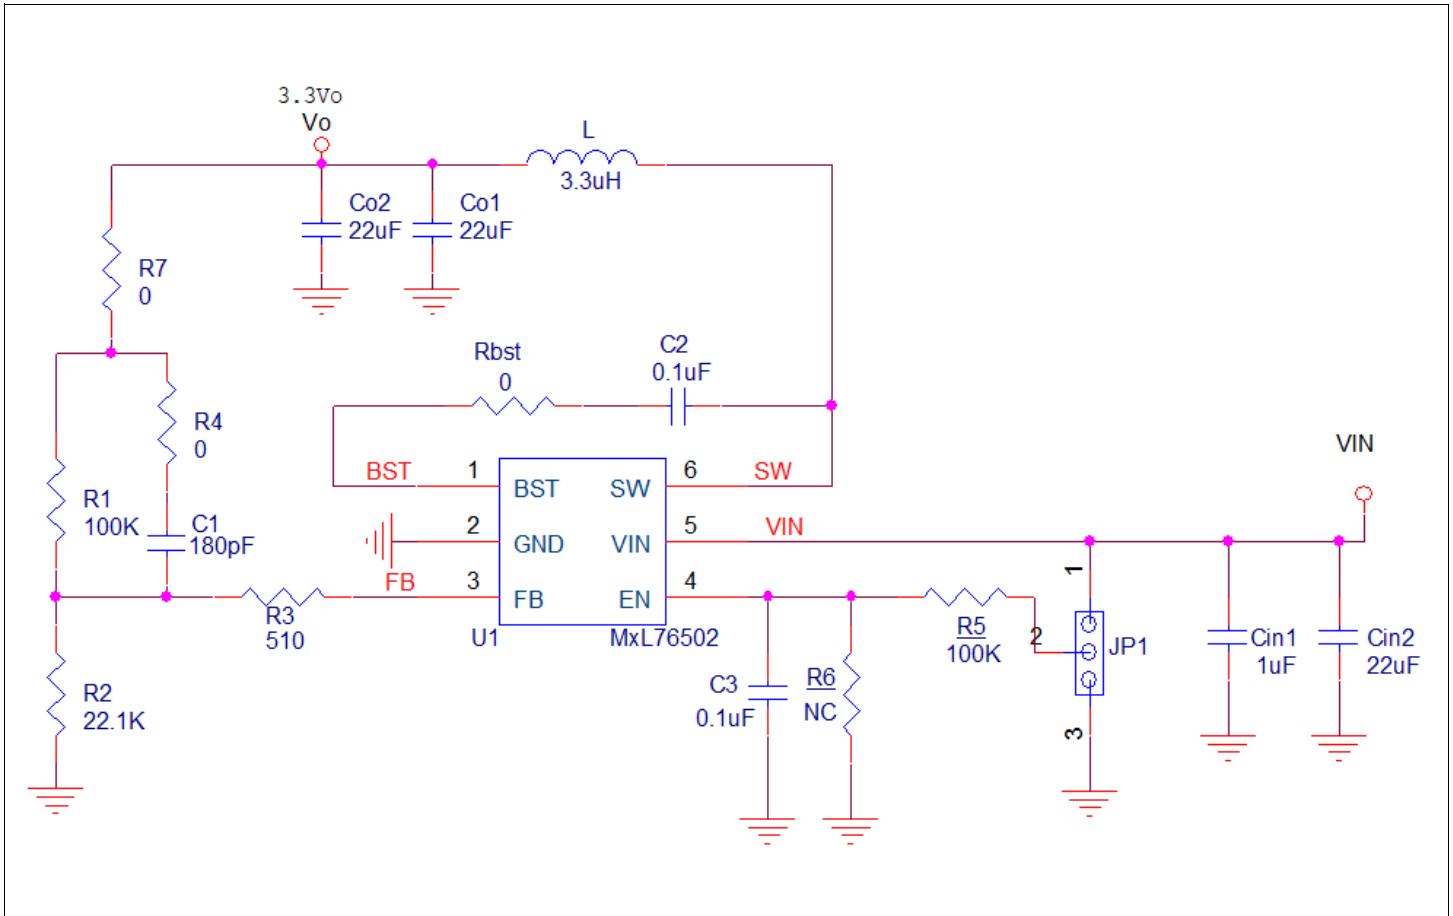 3.3Vo
Vo
L
3.3uH
Co2
22uF
Co1
22uF
R7
0
Rbst
0
C2
0.1uF
R4
0
VIN
R1
100K
C1
180pF
BST
1
BST
SW
6
SW
2
GND
VIN
5
VIN
FB
3
FB
EN
4
R3
510
U1
MxL76502
R5
100K
1
2
JP1
3
Cin1
1uF
Cin2
22uF
R2
22.1K
C3
0.1uF
R6
NC